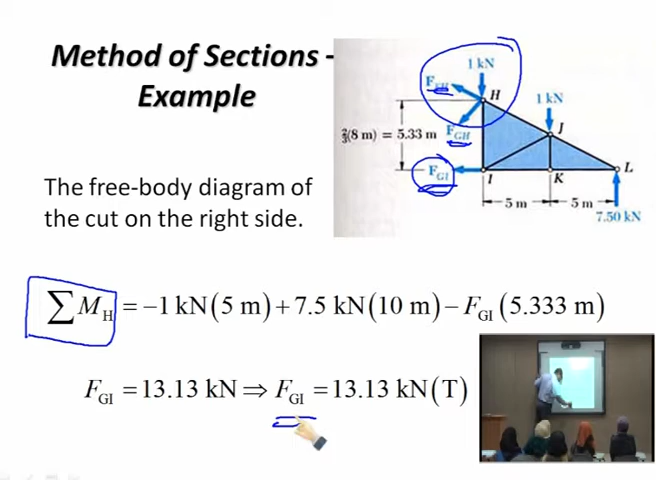 Method of Sections -
Example
1 kN
F_FH
H
1 kN
F_GH
J
⅔(8 m) = 5.33 m
F_GI
I
K
L
5 m
5 m
7.50 kN
The free-body diagram of
the cut on the right side.
∑ M_H = −1 kN(5 m) + 7.5 kN(10 m) − F_GI (5.333 m)
F_GI = 13.13 kN ⇒ F_GI = 13.13 kN(T)